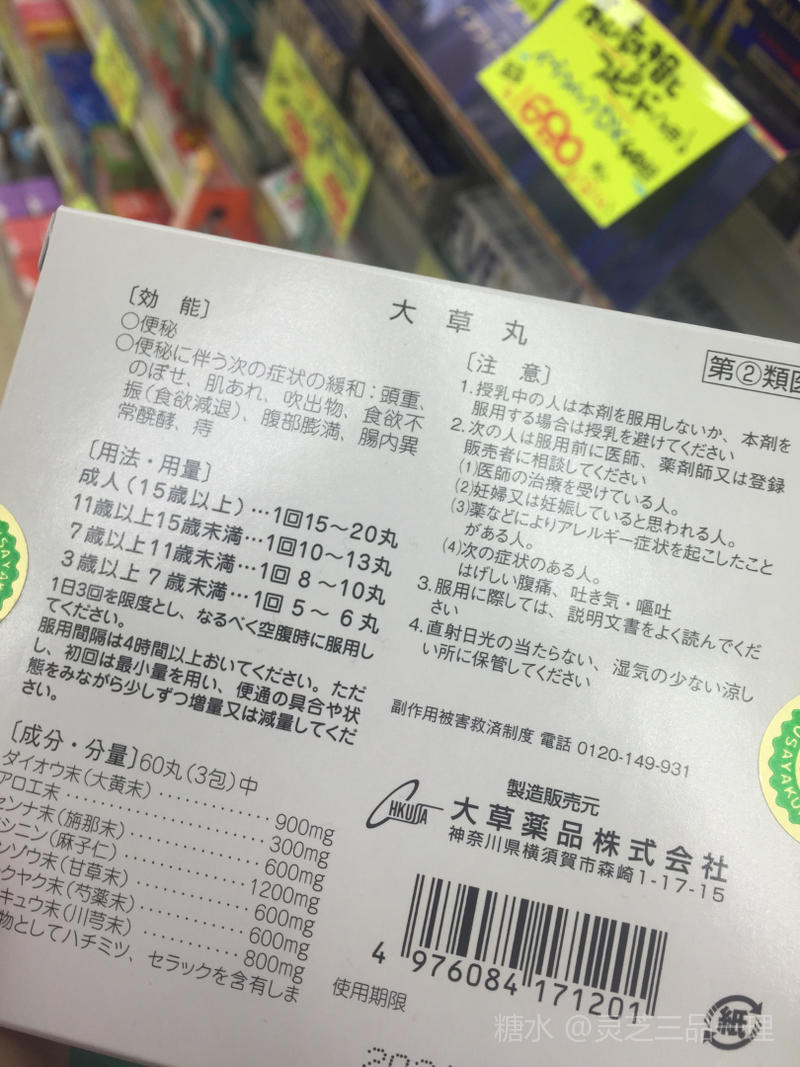 大草丸
〔効 能〕
○便秘
○便秘に伴う次の症状の緩和：頭重、
のぼせ、肌あれ、吹出物、食欲不
振（食欲減退）、腹部膨満、腸内異
常醗酵、痔
〔用法・用量〕
成人（15歳以上）…1回15～20丸
11歳以上15歳未満…1回10～13丸
7歳以上11歳未満…1回 8～10丸
3歳以上 7歳未満…1回 5～ 6丸
1日3回を限度とし、なるべく空腹時に服用し
てください。
服用間隔は4時間以上おいてください。ただ
し、初回は最小量を用い、便通の具合や状
態をみながら少しずつ増量又は減量してくだ
さい。
〔成分・分量〕60丸（3包）中
ダイオウ末（大黄末）…………900mg
アロエ末…………300mg
センナ末（施那末）…………600mg
シニン（麻子仁）…………1200mg
ンゾウ末（甘草末）…………600mg
クヤク末（芍薬末）…………600mg
キュウ末（川芎末）…………800mg
物としてハチミツ、セラックを含有しま
〔注 意〕
1.授乳中の人は本剤を服用しないか、本剤を
服用する場合は授乳を避けてください
2.次の人は服用前に医師、薬剤師又は登録
販売者に相談してください
(1)医師の治療を受けている人。
(2)妊婦又は妊娠していると思われる人。
(3)薬などによりアレルギー症状を起こしたこと
がある人。
(4)次の症状のある人。
はげしい腹痛、吐き気・嘔吐
3.服用に際しては、説明文書をよく読んでくだ
さい
4.直射日光の当たらない、湿気の少ない涼し
い所に保管してください
指②類医
副作用被害救済制度 電話 0120-149-931
製造販売元
OHKUSA 大草薬品株式会社
神奈川県横須賀市森崎1-17-15
4 976084 171201
使用期限
紙
690
糖水 @灵芝三品一理